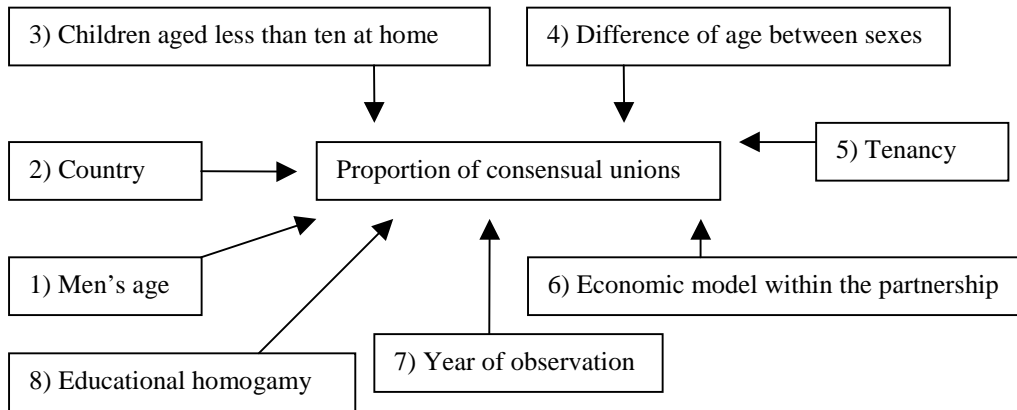 3) Children aged less than ten at home
4) Difference of age between sexes
2) Country
Proportion of consensual unions
5) Tenancy
1) Men’s age
6) Economic model within the partnership
8) Educational homogamy
7) Year of observation